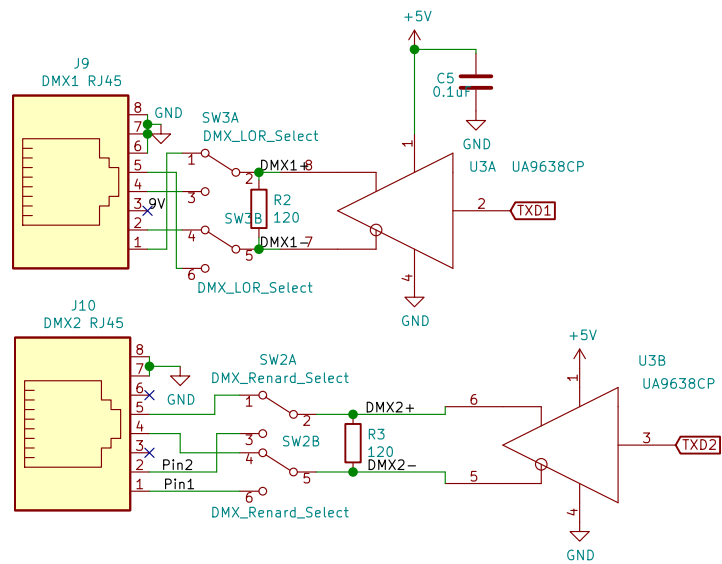 +5V
J9
DMX1 RJ45
C5
0.1uF
8
GND
SW3A
7
DMX_LOR_Select
GND
6
1
1
U3A UA9638CP
5
2
DMX1+
8
4
3
R2
3
9V
SW3B
120
2
TXD1
2
4
1
5
DMX1-
7
6
4
DMX_LOR_Select
J10
GND
DMX2 RJ45
+5V
8
SW2A
U3B
7
DMX_Renard_Select
1
UA9638CP
6
GND
1
5
2
DMX2+
6
4
3
SW2B
R3
3
TXD2
3
4
120
2
Pin2
5
DMX2-
5
1
Pin1
6
4
DMX_Renard_Select
GND